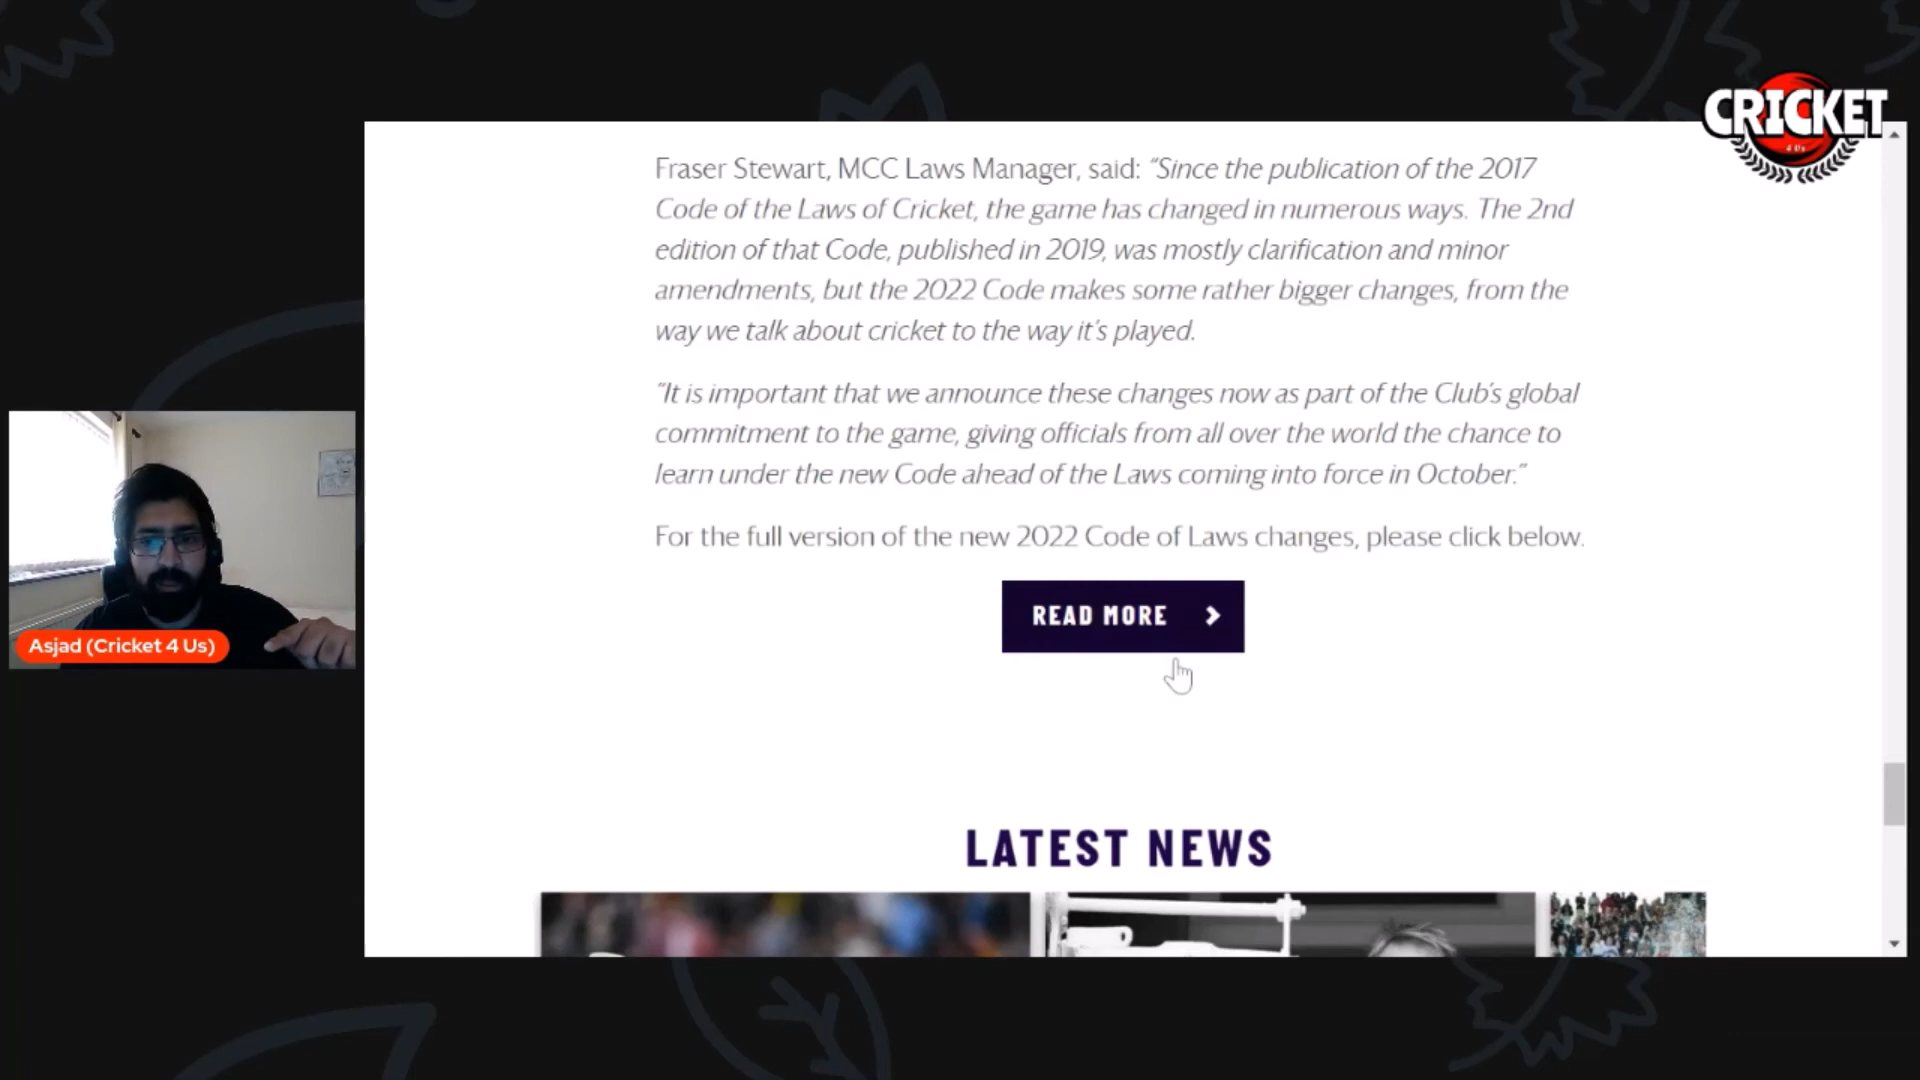 CRICKET
4 Us
Fraser Stewart, MCC Laws Manager, said: “Since the publication of the 2017
Code of the Laws of Cricket, the game has changed in numerous ways. The 2nd
edition of that Code, published in 2019, was mostly clarification and minor
amendments, but the 2022 Code makes some rather bigger changes, from the
way we talk about cricket to the way it’s played.
“It is important that we announce these changes now as part of the Club’s global
commitment to the game, giving officials from all over the world the chance to
learn under the new Code ahead of the Laws coming into force in October.”
For the full version of the new 2022 Code of Laws changes, please click below.
READ MORE
Asjad (Cricket 4 Us)
LATEST NEWS